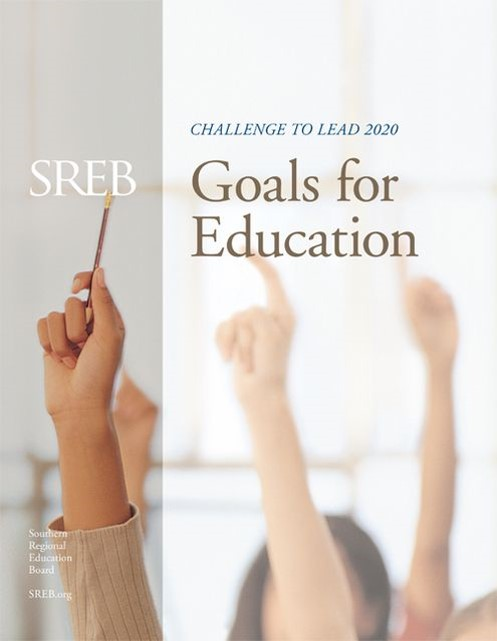 CHALLENGE TO LEAD 2020
SREB
Goals for
Education
Southern
Regional
Education
Board
SREB.org